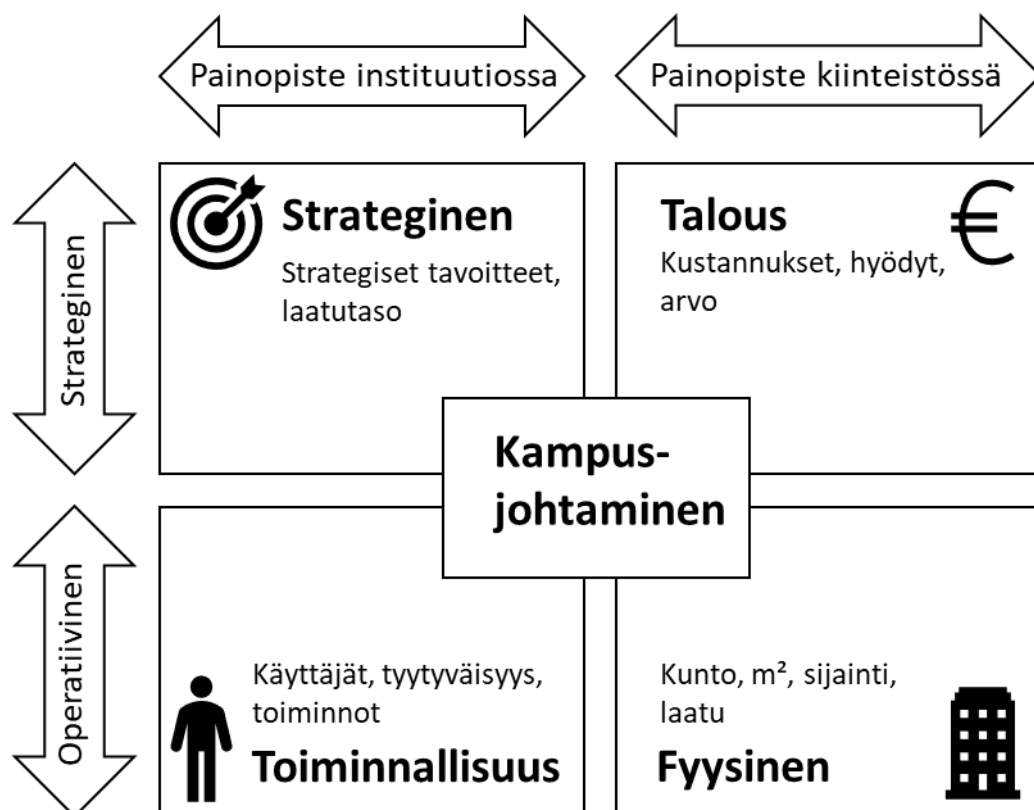 Painopiste instituutiossa
Painopiste kiinteistössä
Strateginen
Strateginen
Strategiset tavoitteet,
laatutaso
Talous
€
Kustannukset, hyödyt,
arvo
Kampus-
johtaminen
Operatiivinen
Käyttäjät, tyytyväisyys,
toiminnot
Toiminnallisuus
Kunto, m², sijainti,
laatu
Fyysinen